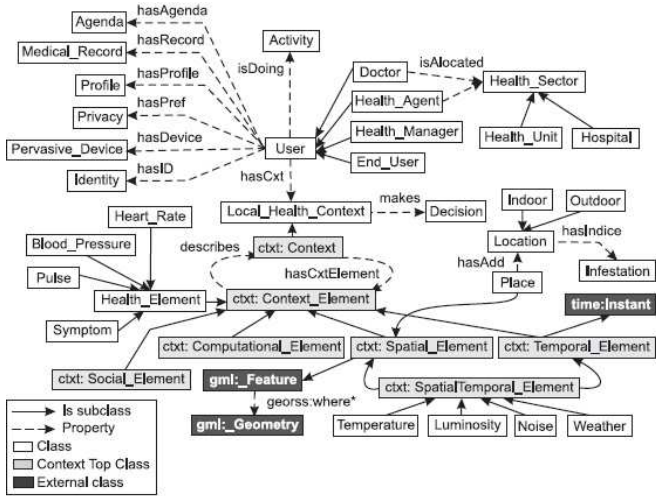 Agenda
hasAgenda
Medical_Record
hasRecord
Activity
isDoing
Profile
hasProfile
Doctor
isAlocated
Health_Sector
Privacy
hasPref
Health_Agent
Pervasive_Device
hasDevice
User
Health_Manager
Health_Unit
Hospital
Identity
hasID
End_User
hasCxt
Heart_Rate
Local_Health_Context
makes
Decision
Indoor
Outdoor
Blood_Pressure
describes
ctxt: Context
Location
hasIndice
Pulse
hasCxtElement
hasAdd
Infestation
Health_Element
ctxt: Context_Element
Place
time:Instant
Symptom
ctxt: Computational_Element
ctxt: Spatial_Element
ctxt: Temporal_Element
ctxt: Social_Element
gml:_Feature
ctxt: SpatialTemporal_Element
georss:where*
gml:_Geometry
Temperature
Luminosity
Noise
Weather
Is subclass
Property
Class
Context Top Class
External class